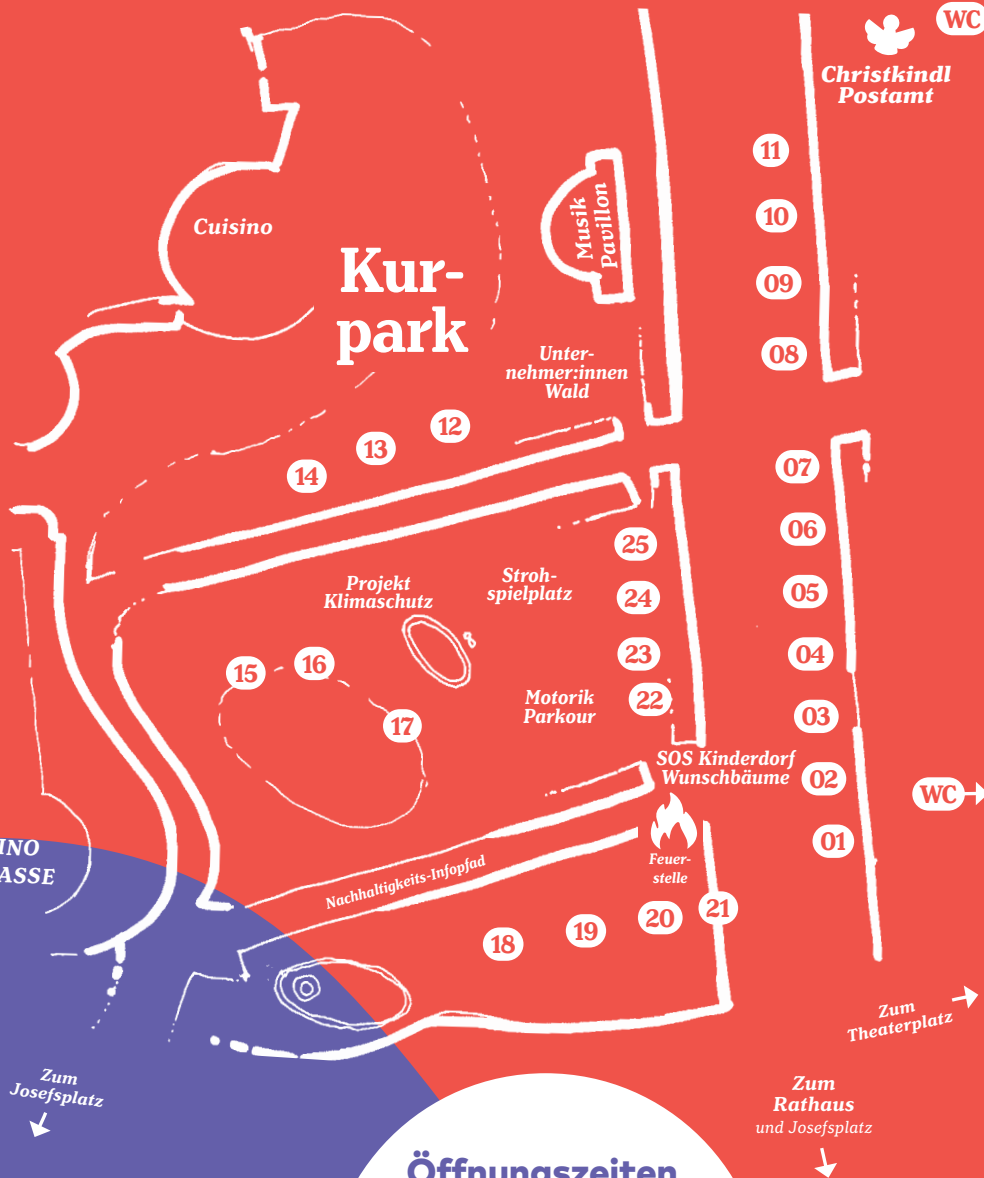 WC
Christkindl
Postamt
11
Musik
Pavillon
10
Cuisino
Kur-
park
09
08
Unter-
nehmer:innen
Wald
12
13
14
07
06
25
Stroh-
spielplatz
Projekt
Klimaschutz
24
05
23
04
16
15
22
Motorik
Parkour
17
03
SOS Kinderdorf
Wunschbäume
02
WC
01
INO
ASSE
Feuer-
stelle
Nachhaltigkeits-Infopfad
21
20
19
18
Zum
Theaterplatz
Zum
Josefsplatz
Zum
Rathaus
und Josefsplatz
Öffnungszeiten